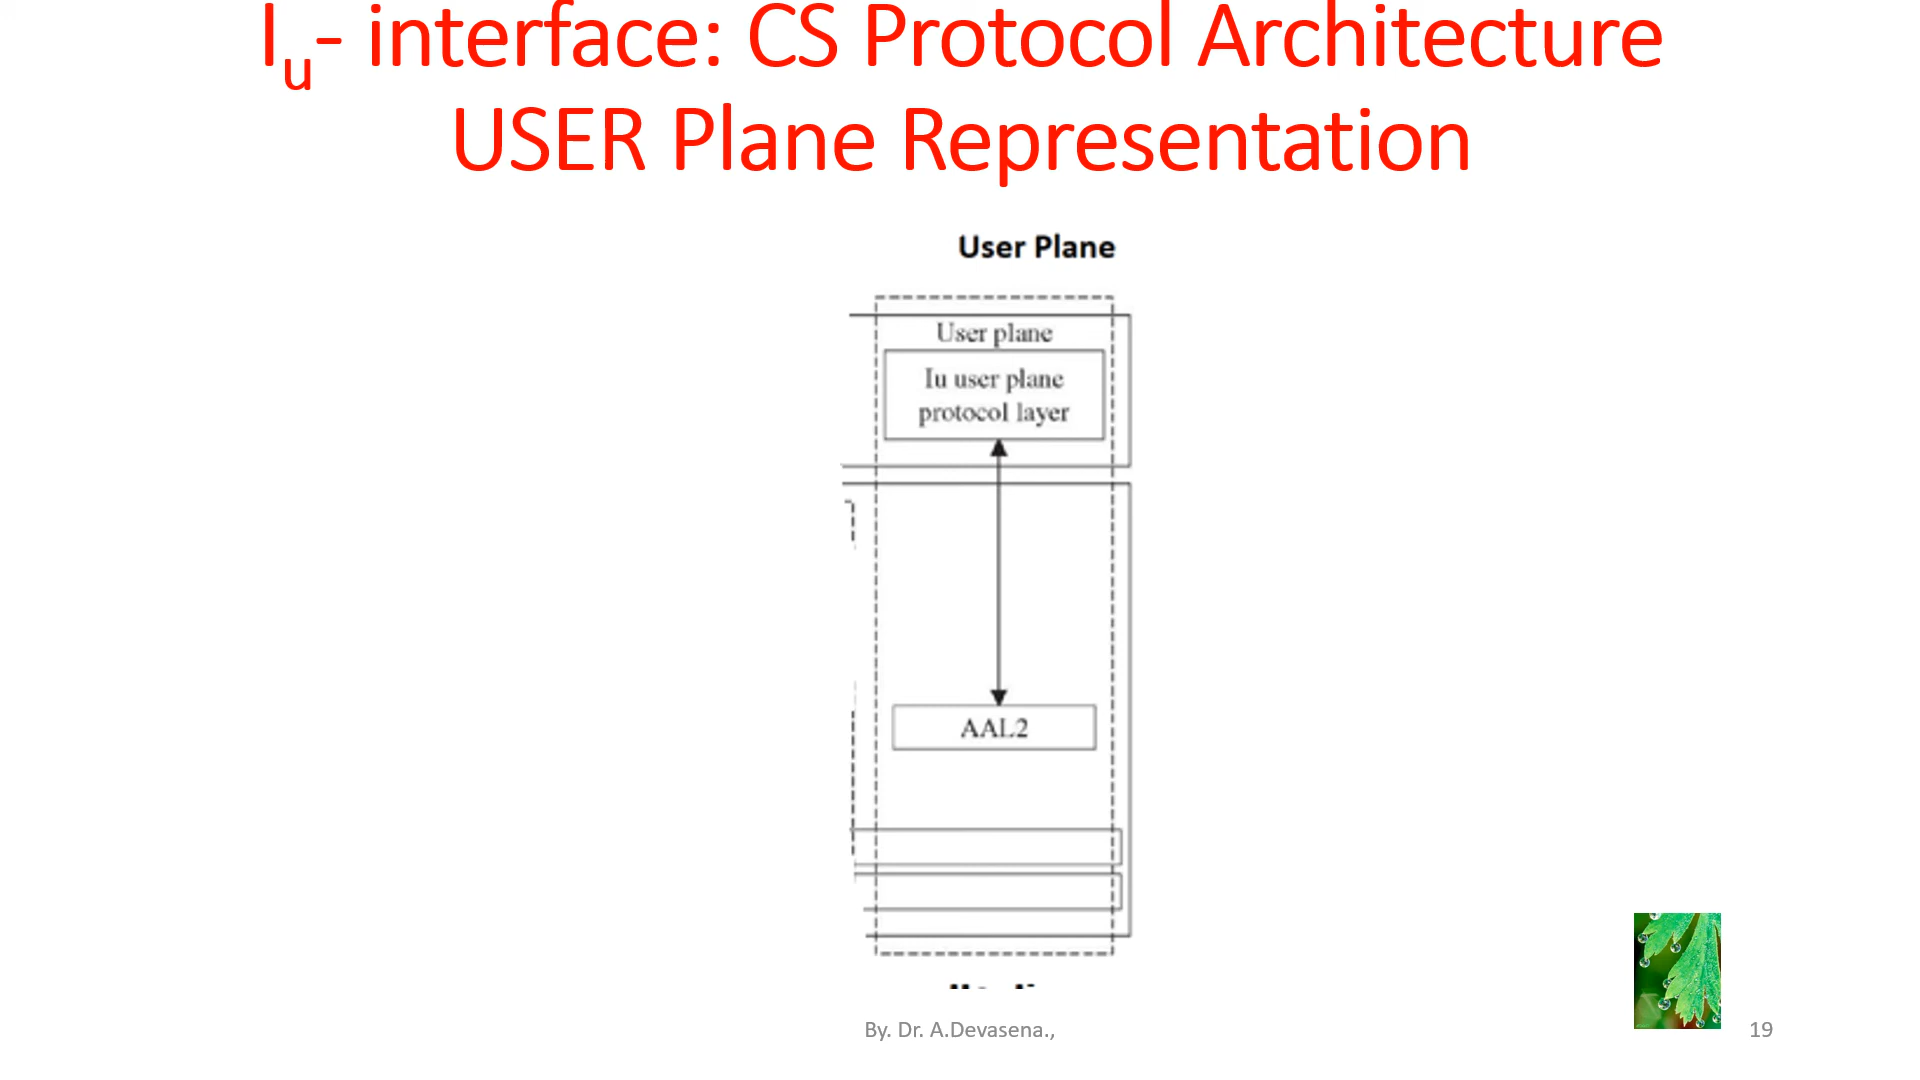 Iu- interface: CS Protocol Architecture
USER Plane Representation
User Plane
User plane
Iu user plane
protocol layer
AAL2
By. Dr. A.Devasena.,
19